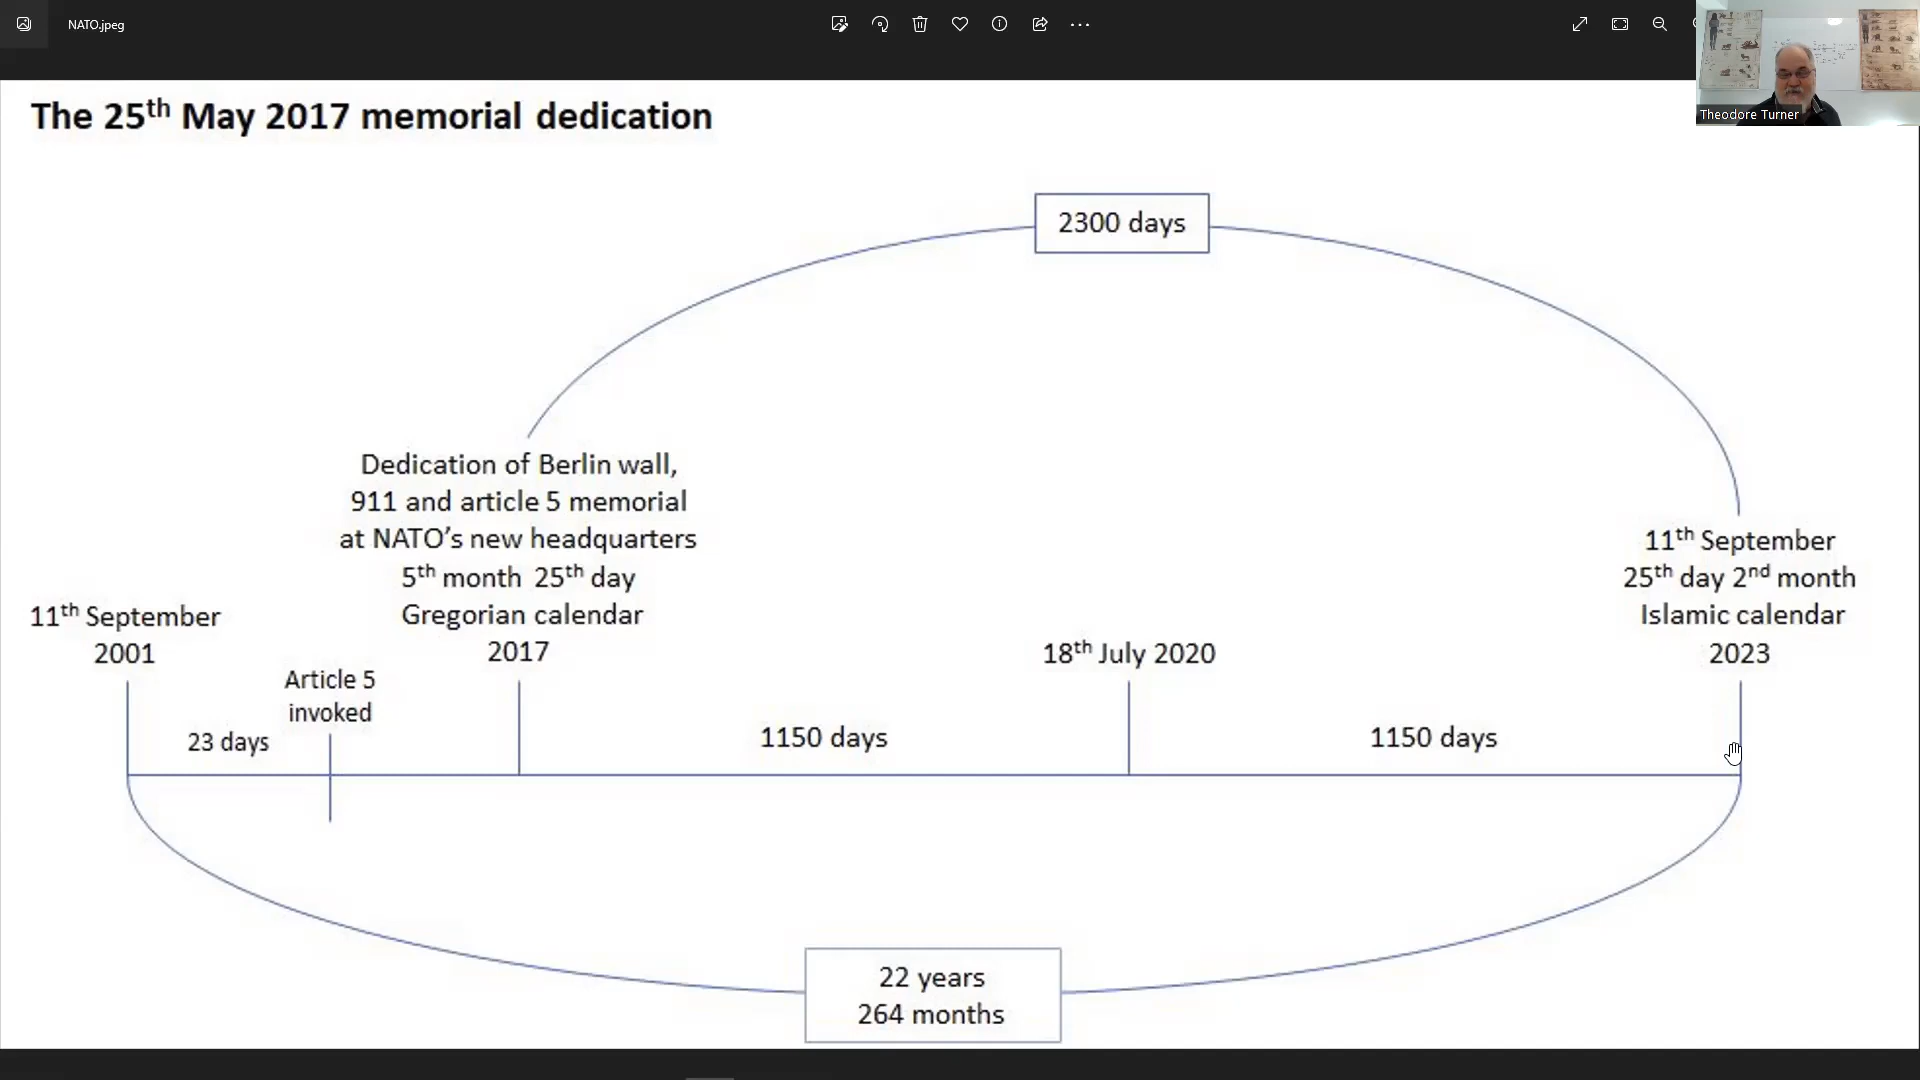 NATO.jpeg
Theodore Turner
The 25th May 2017 memorial dedication
2300 days
Dedication of Berlin wall,
911 and article 5 memorial
at NATO's new headquarters
5th month 25th day
Gregorian calendar
2017
11th September
25th day 2nd month
Islamic calendar
2023
11th September
2001
Article 5
invoked
18th July 2020
23 days
1150 days
1150 days
22 years
264 months